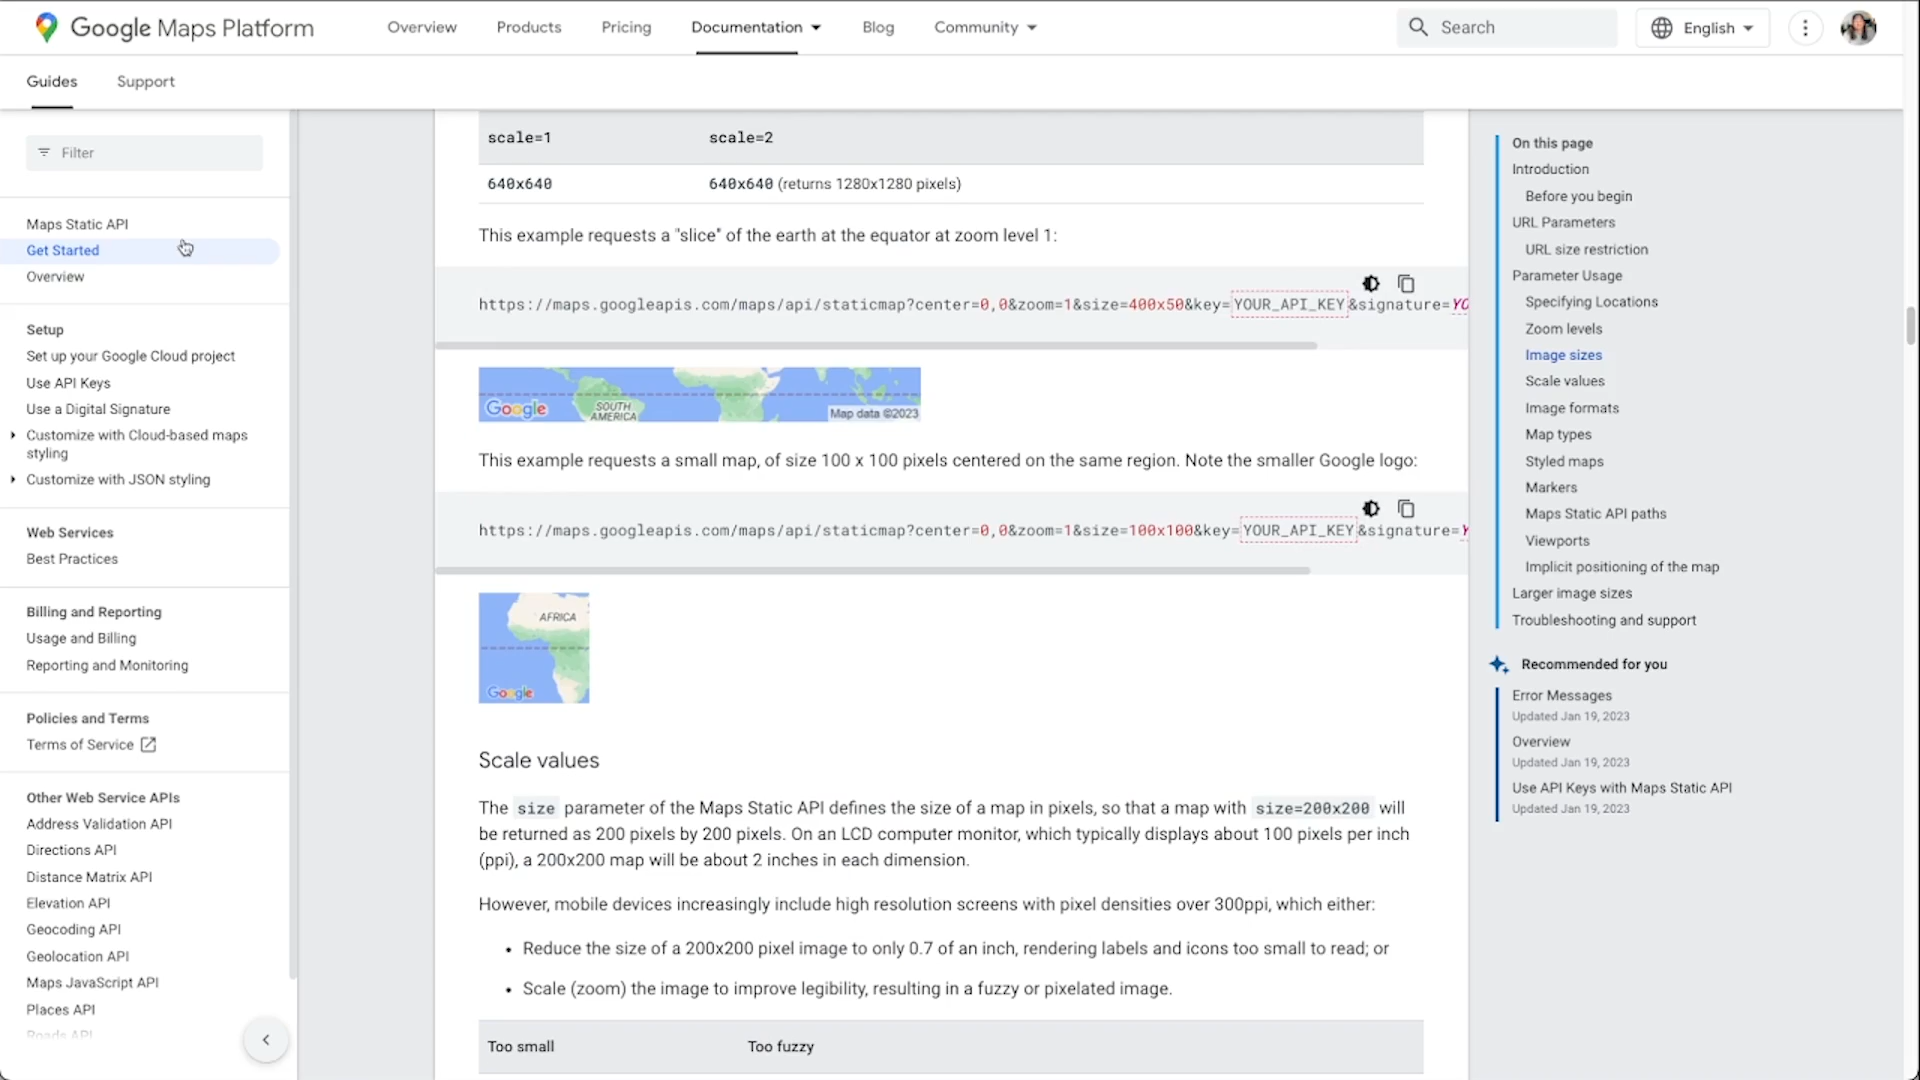 Google Maps Platform
Overview
Products
Pricing
Documentation
Blog
Community
Search
English
Guides
Support
Filter
Maps Static API
Get Started
Overview
Setup
Set up your Google Cloud project
Use API Keys
Use a Digital Signature
Customize with Cloud-based maps
styling
Customize with JSON styling
Web Services
Best Practices
Billing and Reporting
Usage and Billing
Reporting and Monitoring
Policies and Terms
Terms of Service
Other Web Service APIs
Address Validation API
Directions API
Distance Matrix API
Elevation API
Geocoding API
Geolocation API
Maps JavaScript API
Places API
Roads API
scale=1 scale=2
640x640 640x640 (returns 1280x1280 pixels)
This example requests a "slice" of the earth at the equator at zoom level 1:
https://maps.googleapis.com/maps/api/staticmap?center=0,0&zoom=1&size=400x50&key=YOUR_API_KEY&signature=YO
Google
SOUTH
AMERICA
Map data ©2023
This example requests a small map, of size 100 x 100 pixels centered on the same region. Note the smaller Google logo:
https://maps.googleapis.com/maps/api/staticmap?center=0,0&zoom=1&size=100x100&key=YOUR_API_KEY&signature=Y
AFRICA
Google
Scale values
The size parameter of the Maps Static API defines the size of a map in pixels, so that a map with size=200x200 will
be returned as 200 pixels by 200 pixels. On an LCD computer monitor, which typically displays about 100 pixels per inch
(ppi), a 200x200 map will be about 2 inches in each dimension.
However, mobile devices increasingly include high resolution screens with pixel densities over 300ppi, which either:
• Reduce the size of a 200x200 pixel image to only 0.7 of an inch, rendering labels and icons too small to read; or
• Scale (zoom) the image to improve legibility, resulting in a fuzzy or pixelated image.
Too small Too fuzzy
On this page
Introduction
Before you begin
URL Parameters
URL size restriction
Parameter Usage
Specifying Locations
Zoom levels
Image sizes
Scale values
Image formats
Map types
Styled maps
Markers
Maps Static API paths
Viewports
Implicit positioning of the map
Larger image sizes
Troubleshooting and support
Recommended for you
Error Messages
Updated Jan 19, 2023
Overview
Updated Jan 19, 2023
Use API Keys with Maps Static API
Updated Jan 19, 2023